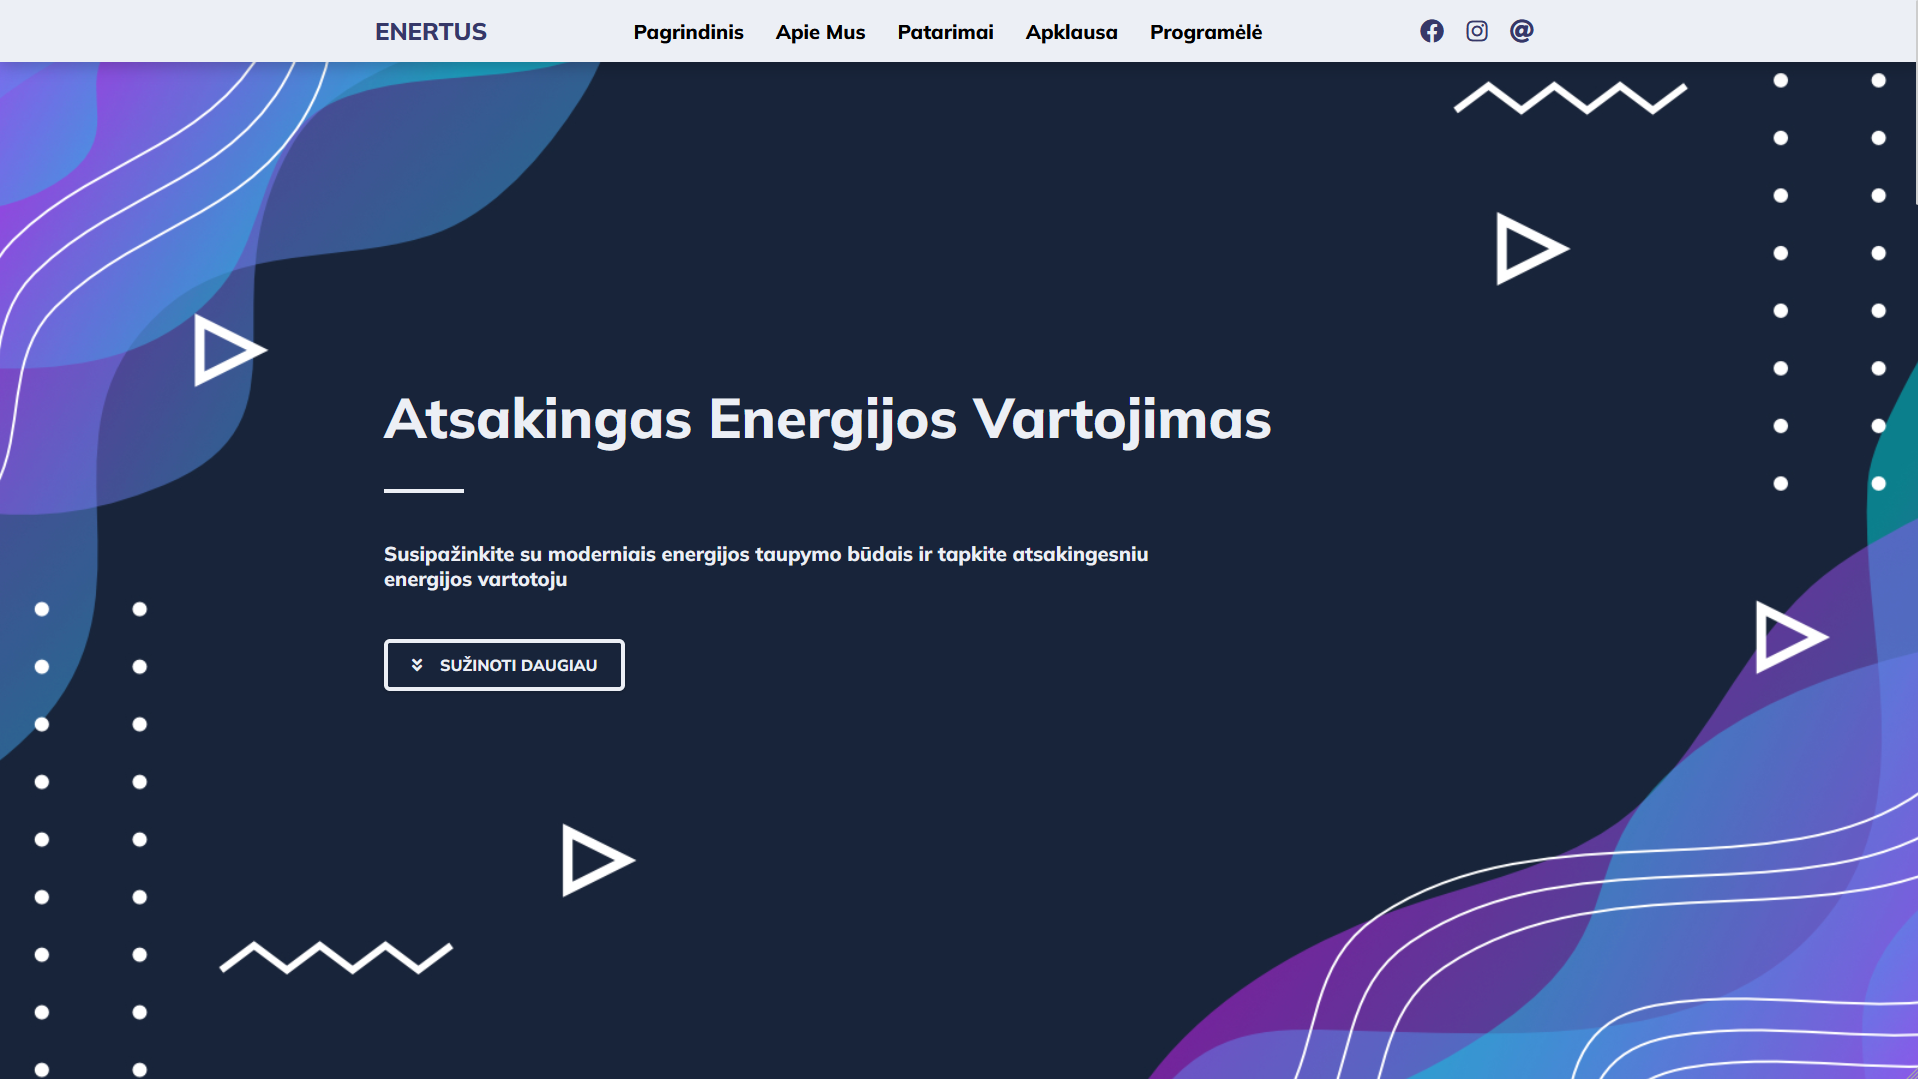 ENERTUS
Pagrindinis Apie Mus Patarimai Apklausa Programėlė
Atsakingas Energijos Vartojimas
Susipažinkite su moderniais energijos taupymo būdais ir tapkite atsakingesniu
energijos vartotoju
SUŽINOTI DAUGIAU